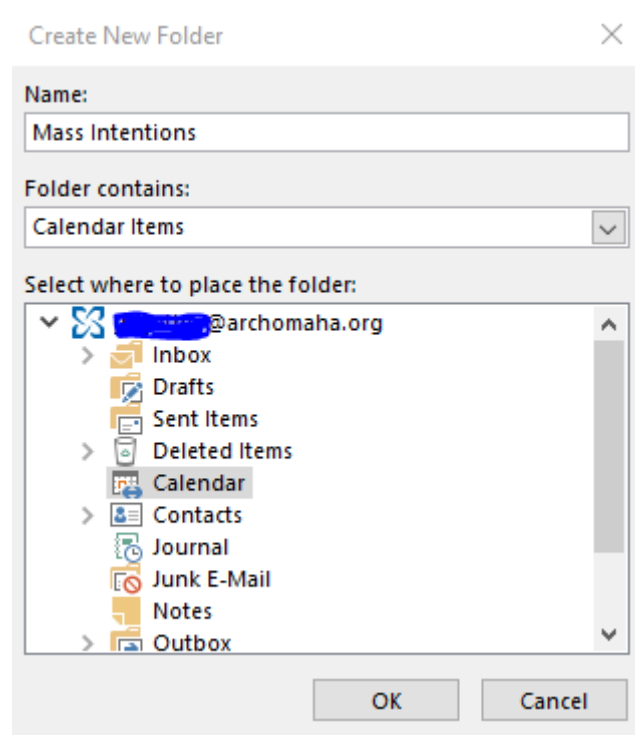 Create New Folder
Name:
Mass Intentions
Folder contains:
Calendar Items
Select where to place the folder:
@archomaha.org
Inbox
Drafts
Sent Items
Deleted Items
Calendar
Contacts
Journal
Junk E-Mail
Notes
Outbox
OK Cancel